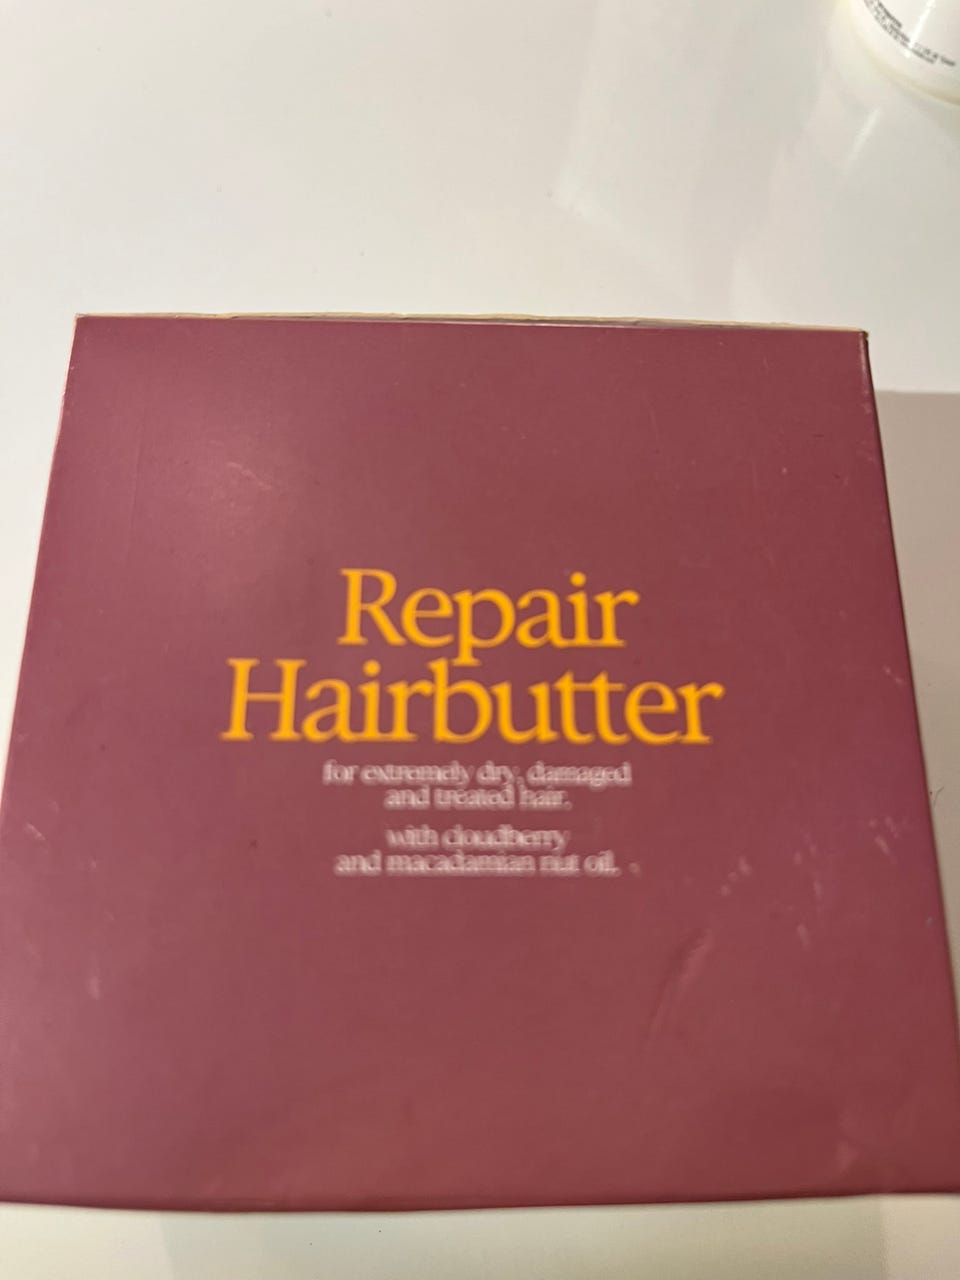 Repair
Hairbutter
for extremely dry, damaged
and treated hair.
with cloudberry
and macadamian nut oil.